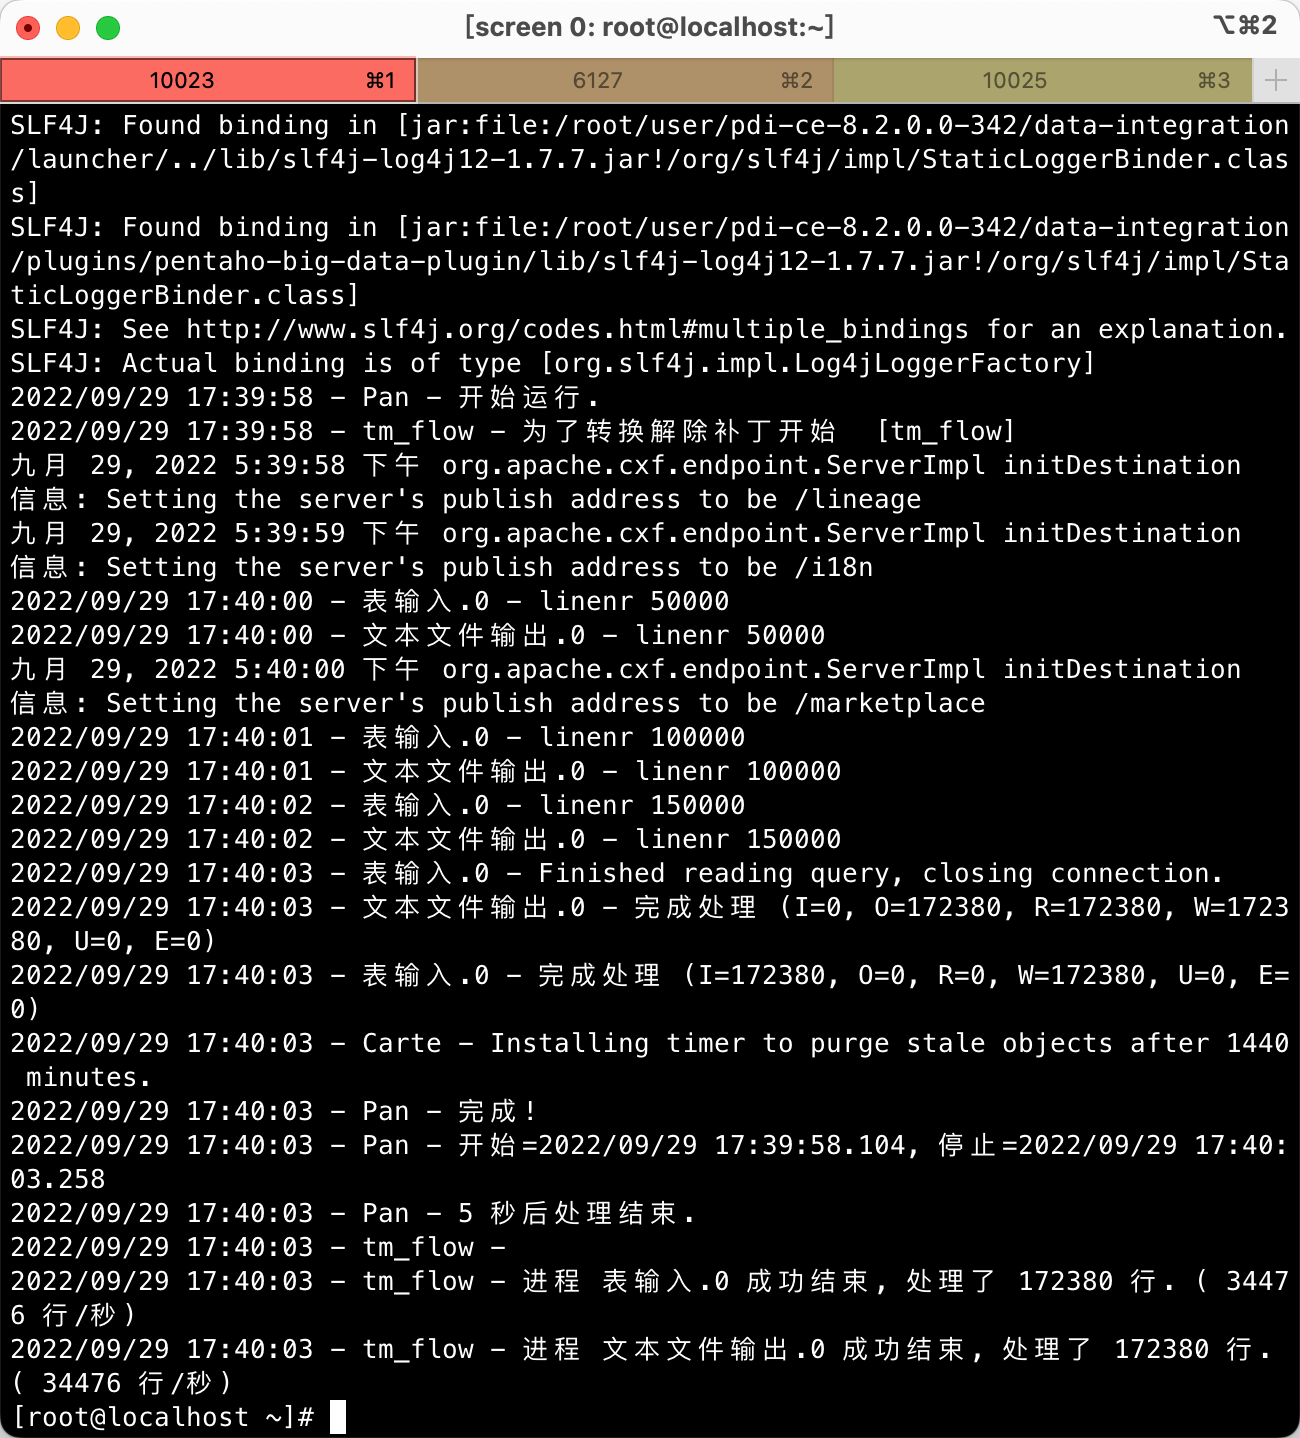 [screen 0: root@localhost:~]
⌥⌘2
10023 ⌘1
6127 ⌘2
10025 ⌘3
SLF4J: Found binding in [jar:file:/root/user/pdi-ce-8.2.0.0-342/data-integration
/launcher/../lib/slf4j-log4j12-1.7.7.jar!/org/slf4j/impl/StaticLoggerBinder.clas
s]
SLF4J: Found binding in [jar:file:/root/user/pdi-ce-8.2.0.0-342/data-integration
/plugins/pentaho-big-data-plugin/lib/slf4j-log4j12-1.7.7.jar!/org/slf4j/impl/Sta
ticLoggerBinder.class]
SLF4J: See http://www.slf4j.org/codes.html#multiple_bindings for an explanation.
SLF4J: Actual binding is of type [org.slf4j.impl.Log4jLoggerFactory]
2022/09/29 17:39:58 - Pan - 开始运行.
2022/09/29 17:39:58 - tm_flow - 为了转换解除补丁开始  [tm_flow]
九月 29, 2022 5:39:58 下午 org.apache.cxf.endpoint.ServerImpl initDestination
信息: Setting the server's publish address to be /lineage
九月 29, 2022 5:39:59 下午 org.apache.cxf.endpoint.ServerImpl initDestination
信息: Setting the server's publish address to be /i18n
2022/09/29 17:40:00 - 表输入.0 - linenr 50000
2022/09/29 17:40:00 - 文本文件输出.0 - linenr 50000
九月 29, 2022 5:40:00 下午 org.apache.cxf.endpoint.ServerImpl initDestination
信息: Setting the server's publish address to be /marketplace
2022/09/29 17:40:01 - 表输入.0 - linenr 100000
2022/09/29 17:40:01 - 文本文件输出.0 - linenr 100000
2022/09/29 17:40:02 - 表输入.0 - linenr 150000
2022/09/29 17:40:02 - 文本文件输出.0 - linenr 150000
2022/09/29 17:40:03 - 表输入.0 - Finished reading query, closing connection.
2022/09/29 17:40:03 - 文本文件输出.0 - 完成处理 (I=0, O=172380, R=172380, W=1723
80, U=0, E=0)
2022/09/29 17:40:03 - 表输入.0 - 完成处理 (I=172380, O=0, R=0, W=172380, U=0, E=
0)
2022/09/29 17:40:03 - Carte - Installing timer to purge stale objects after 1440
 minutes.
2022/09/29 17:40:03 - Pan - 完成!
2022/09/29 17:40:03 - Pan - 开始=2022/09/29 17:39:58.104, 停止=2022/09/29 17:40:
03.258
2022/09/29 17:40:03 - Pan - 5 秒后处理结束.
2022/09/29 17:40:03 - tm_flow -
2022/09/29 17:40:03 - tm_flow - 进程 表输入.0 成功结束, 处理了 172380 行. ( 3447
6 行/秒)
2022/09/29 17:40:03 - tm_flow - 进程 文本文件输出.0 成功结束, 处理了 172380 行.
( 34476 行/秒)
[root@localhost ~]#